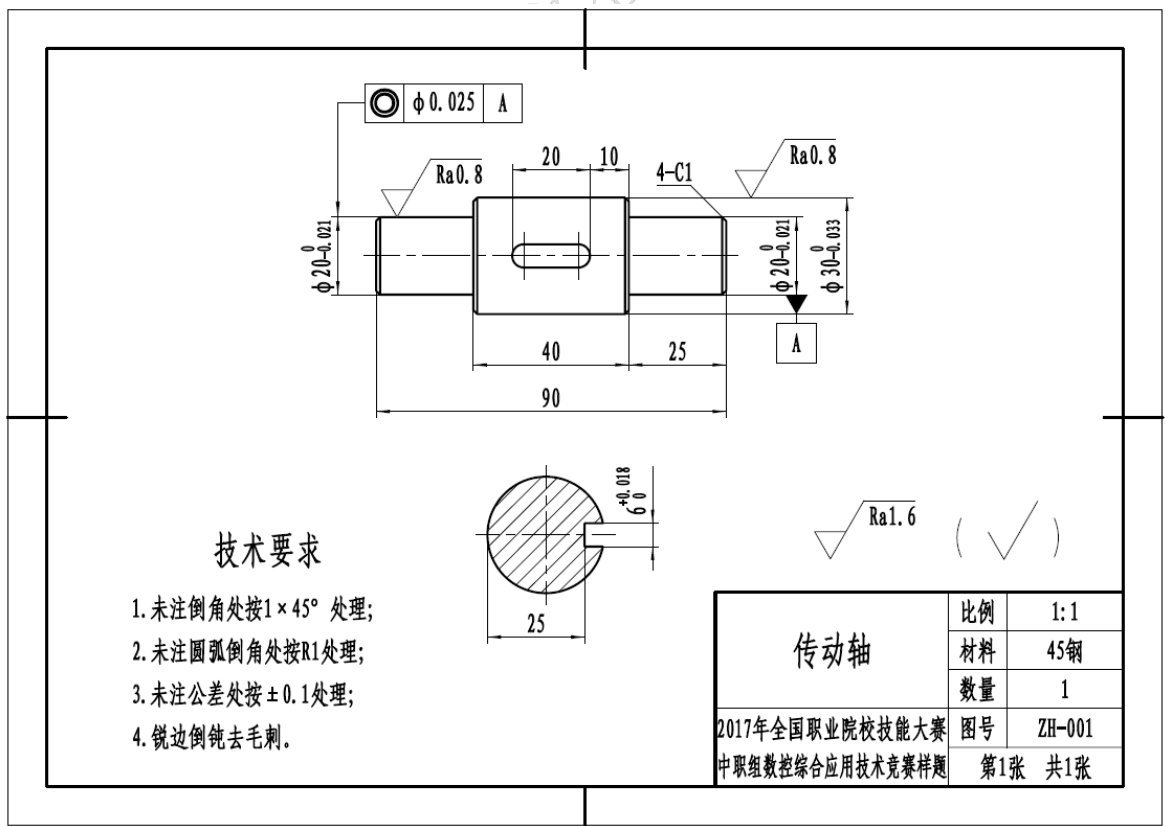 ◎ ϕ0.025 A
Ra0.8
20
10
4-C1
Ra0.8
ϕ20 0 -0.021
ϕ20 0 -0.021
ϕ30 0 -0.033
A
40
25
90
+0.018
6 0
25
Ra1.6
( )
技术要求
1.未注倒角处按1×45° 处理;
2.未注圆弧倒角处按R1处理;
3.未注公差处按±0.1处理;
4.锐边倒钝去毛刺。
传动轴
比例 1:1
材料 45钢
数量 1
2017年全国职业院校技能大赛
中职组数控综合应用技术竞赛样题
图号 ZH-001
第1张 共1张